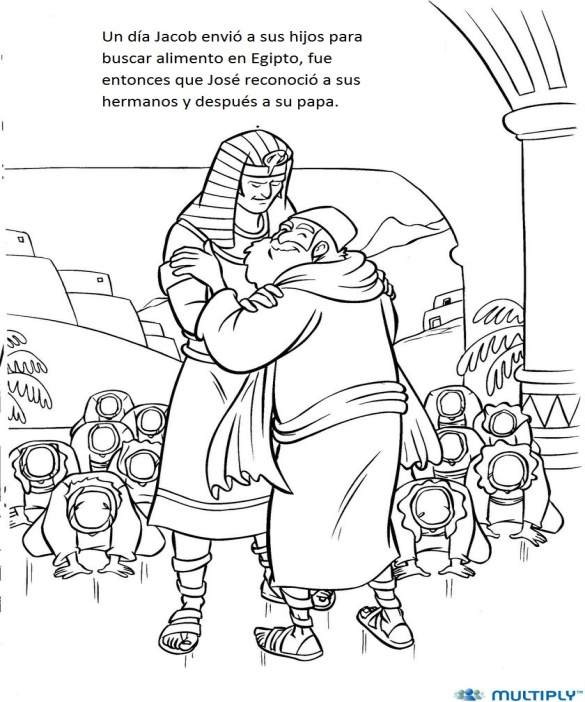 Un día Jacob envió a sus hijos para
buscar alimento en Egipto, fue
entonces que José reconoció a sus
hermanos y después a su papa.
MULTIPLY™